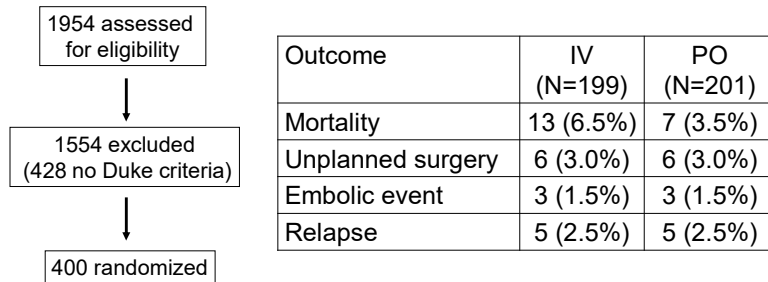 1954 assessed
for eligibility
1554 excluded
(428 no Duke criteria)
400 randomized
Outcome IV PO
(N=199) (N=201)
Mortality 13 (6.5%) 7 (3.5%)
Unplanned surgery 6 (3.0%) 6 (3.0%)
Embolic event 3 (1.5%) 3 (1.5%)
Relapse 5 (2.5%) 5 (2.5%)